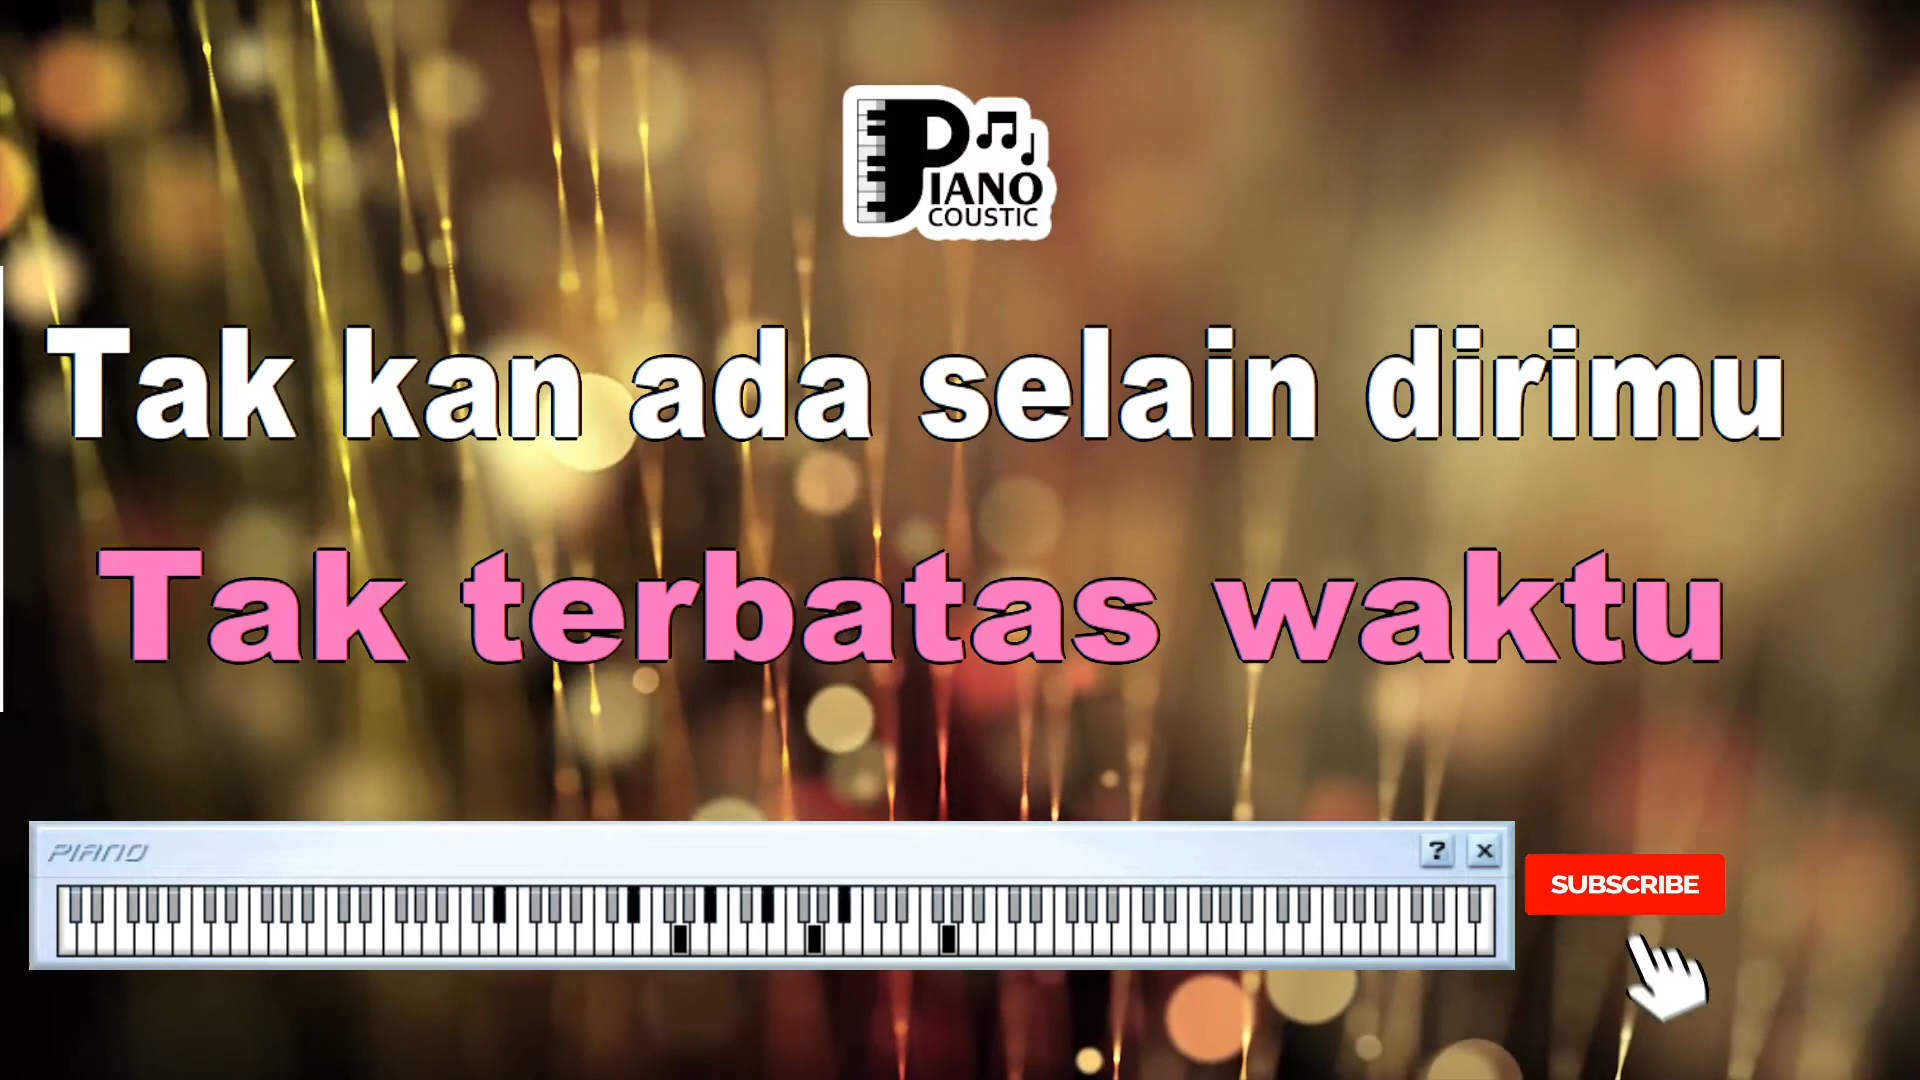 PIANO
COUSTIC
Tak kan ada selain dirimu
Tak terbatas waktu
PIANO
? x
SUBSCRIBE